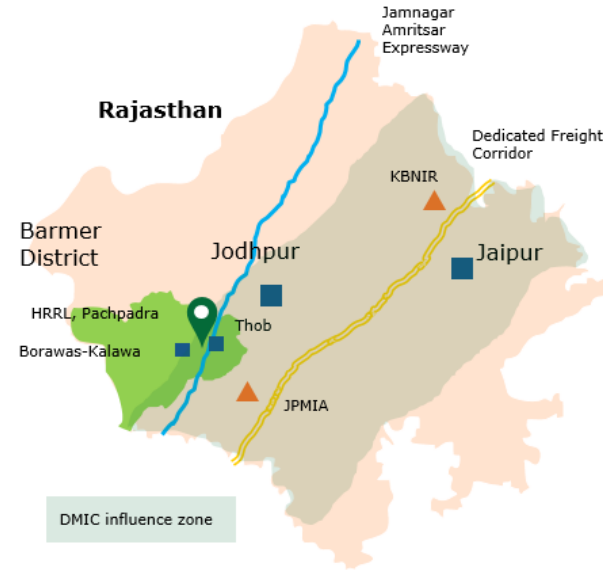 Jamnagar
Amritsar
Expressway
Rajasthan
Dedicated Freight
Corridor
KBNIR
Barmer
District
Jodhpur
Jaipur
HRRL, Pachpadra
Thob
Borawas-Kalawa
JPMIA
DMIC influence zone